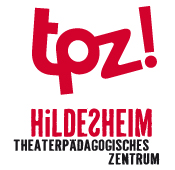 tpz!
HiLDESHEIM
THEATERPÄDAGOGISCHES
ZENTRUM